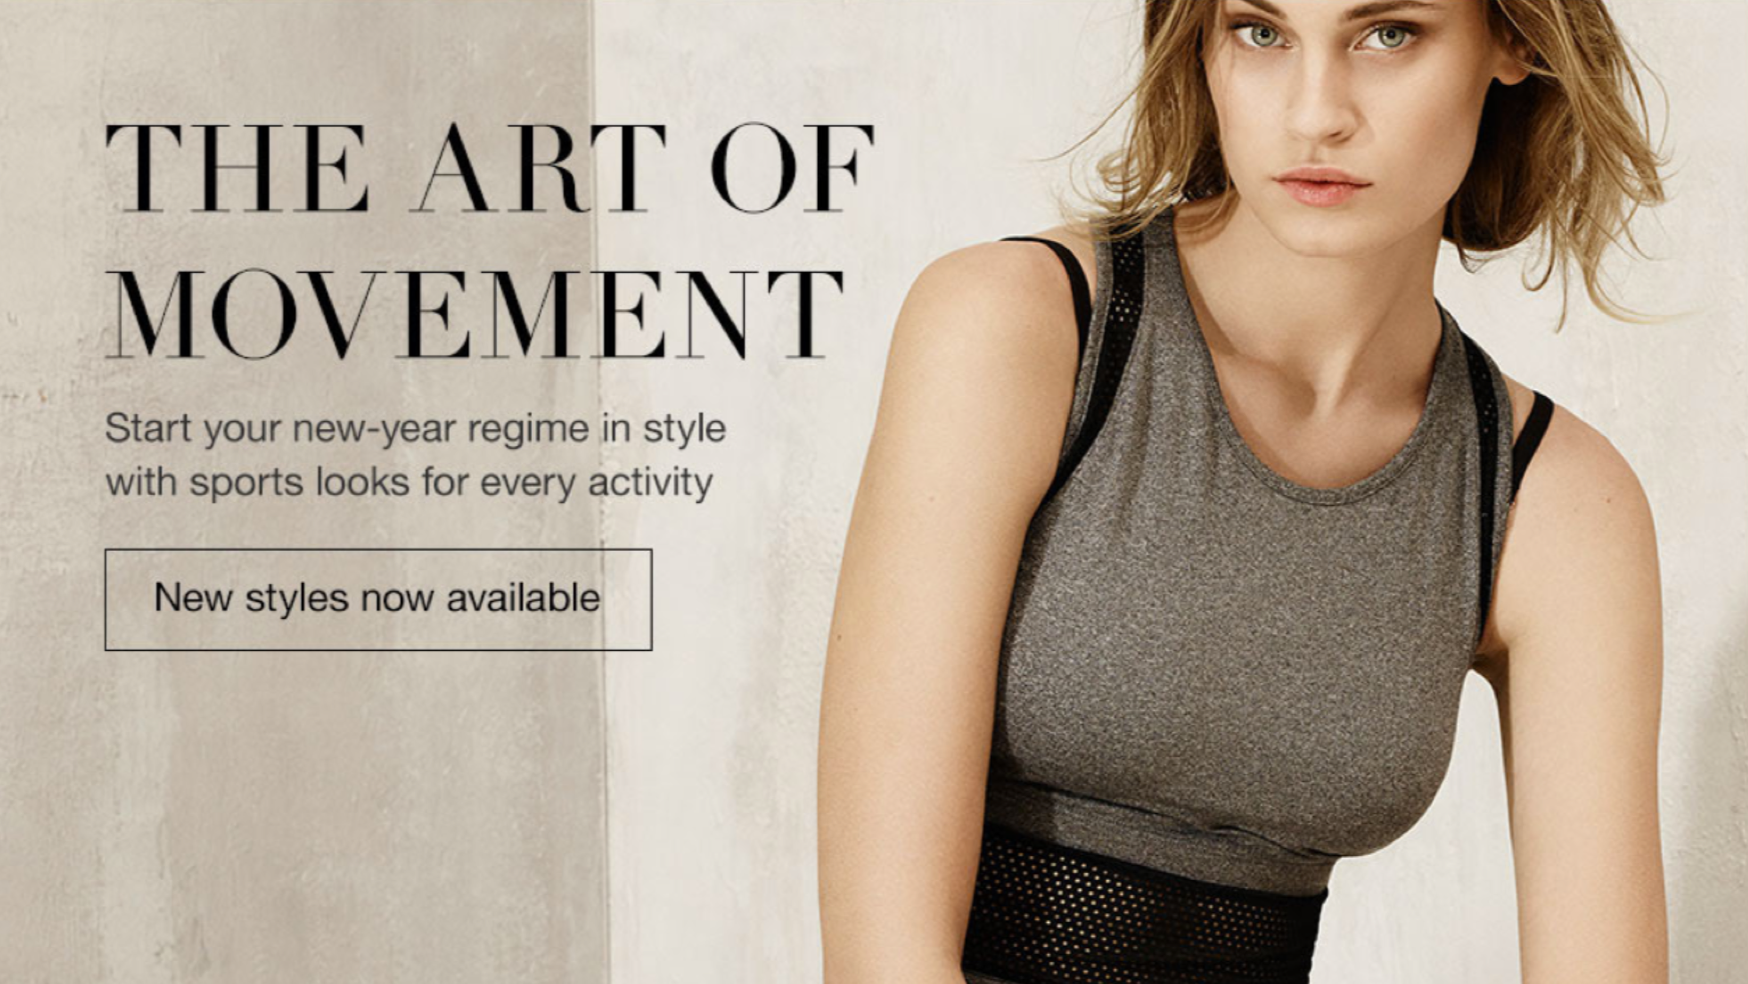 THE ART OF
MOVEMENT
Start your new-year regime in style
with sports looks for every activity
New styles now available